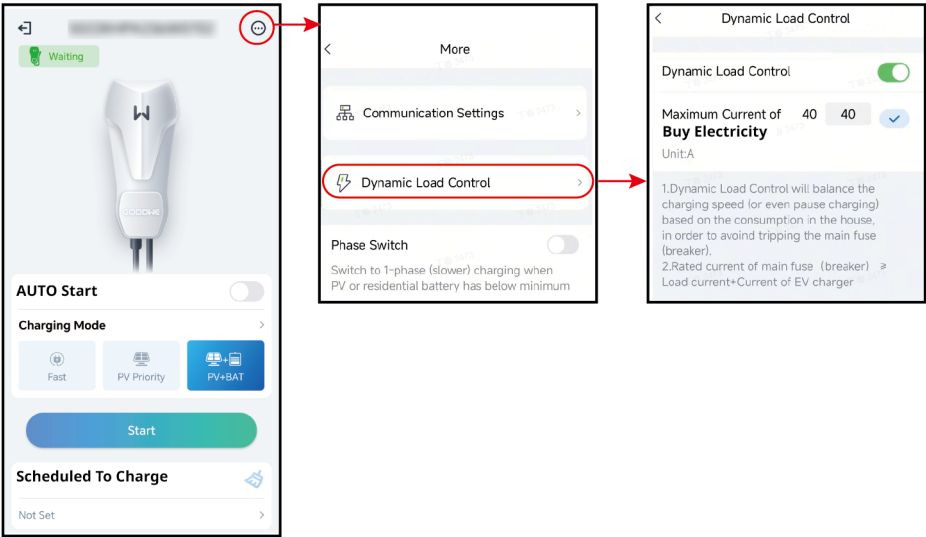 Waiting
GOODWE
AUTO Start
Charging Mode
Fast
PV Priority
PV+BAT
Start
Scheduled To Charge
Not Set
More
Communication Settings
Dynamic Load Control
Phase Switch
Switch to 1-phase (slower) charging when
PV or residential battery has below minimum
Dynamic Load Control
Dynamic Load Control
Maximum Current of 40 40
Buy Electricity
Unit:A
1.Dynamic Load Control will balance the
charging speed (or even pause charging)
based on the consumption in the house,
in order to avoind tripping the main fuse
(breaker).
2.Rated current of main fuse (breaker) ≥
Load current+Current of EV charger